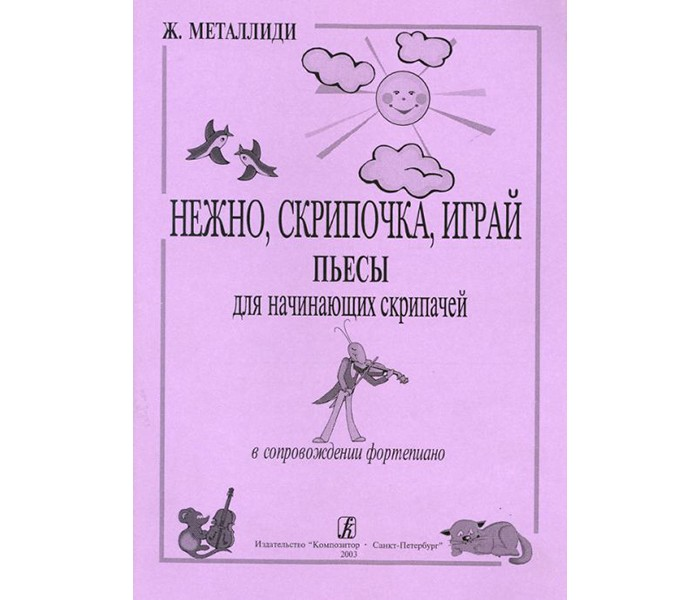 Ж. МЕТАЛЛИДИ
НЕЖНО, СКРИПОЧКА, ИГРАЙ
ПЬЕСЫ
для начинающих скрипачей
в сопровождении фортепиано
Издательство "Композитор - Санкт-Петербург"
2003